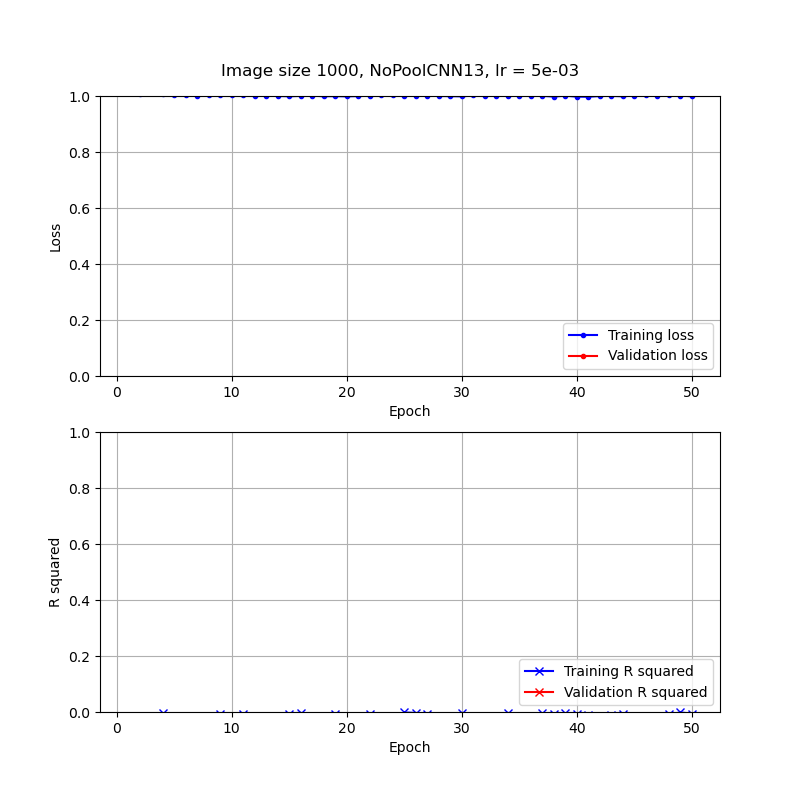 Image size 1000, NoPoolCNN13, lr = 5e-03
1.0
0.8
0.6
0.4
0.2
0.0
Loss
Training loss
Validation loss
0 10 20 30 40 50
Epoch
1.0
0.8
0.6
0.4
0.2
0.0
R squared
Training R squared
Validation R squared
0 10 20 30 40 50
Epoch